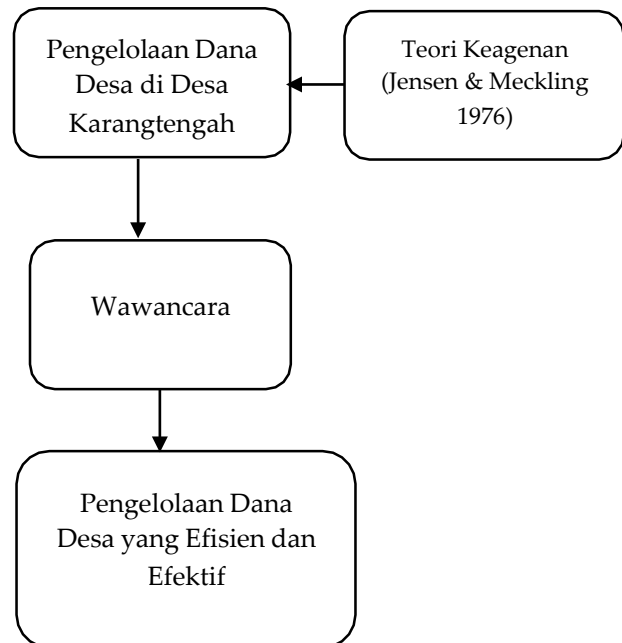 Pengelolaan Dana
Desa di Desa
Karangtengah
Teori Keagenan
(Jensen & Meckling
1976)
Wawancara
Pengelolaan Dana
Desa yang Efisien dan
Efektif